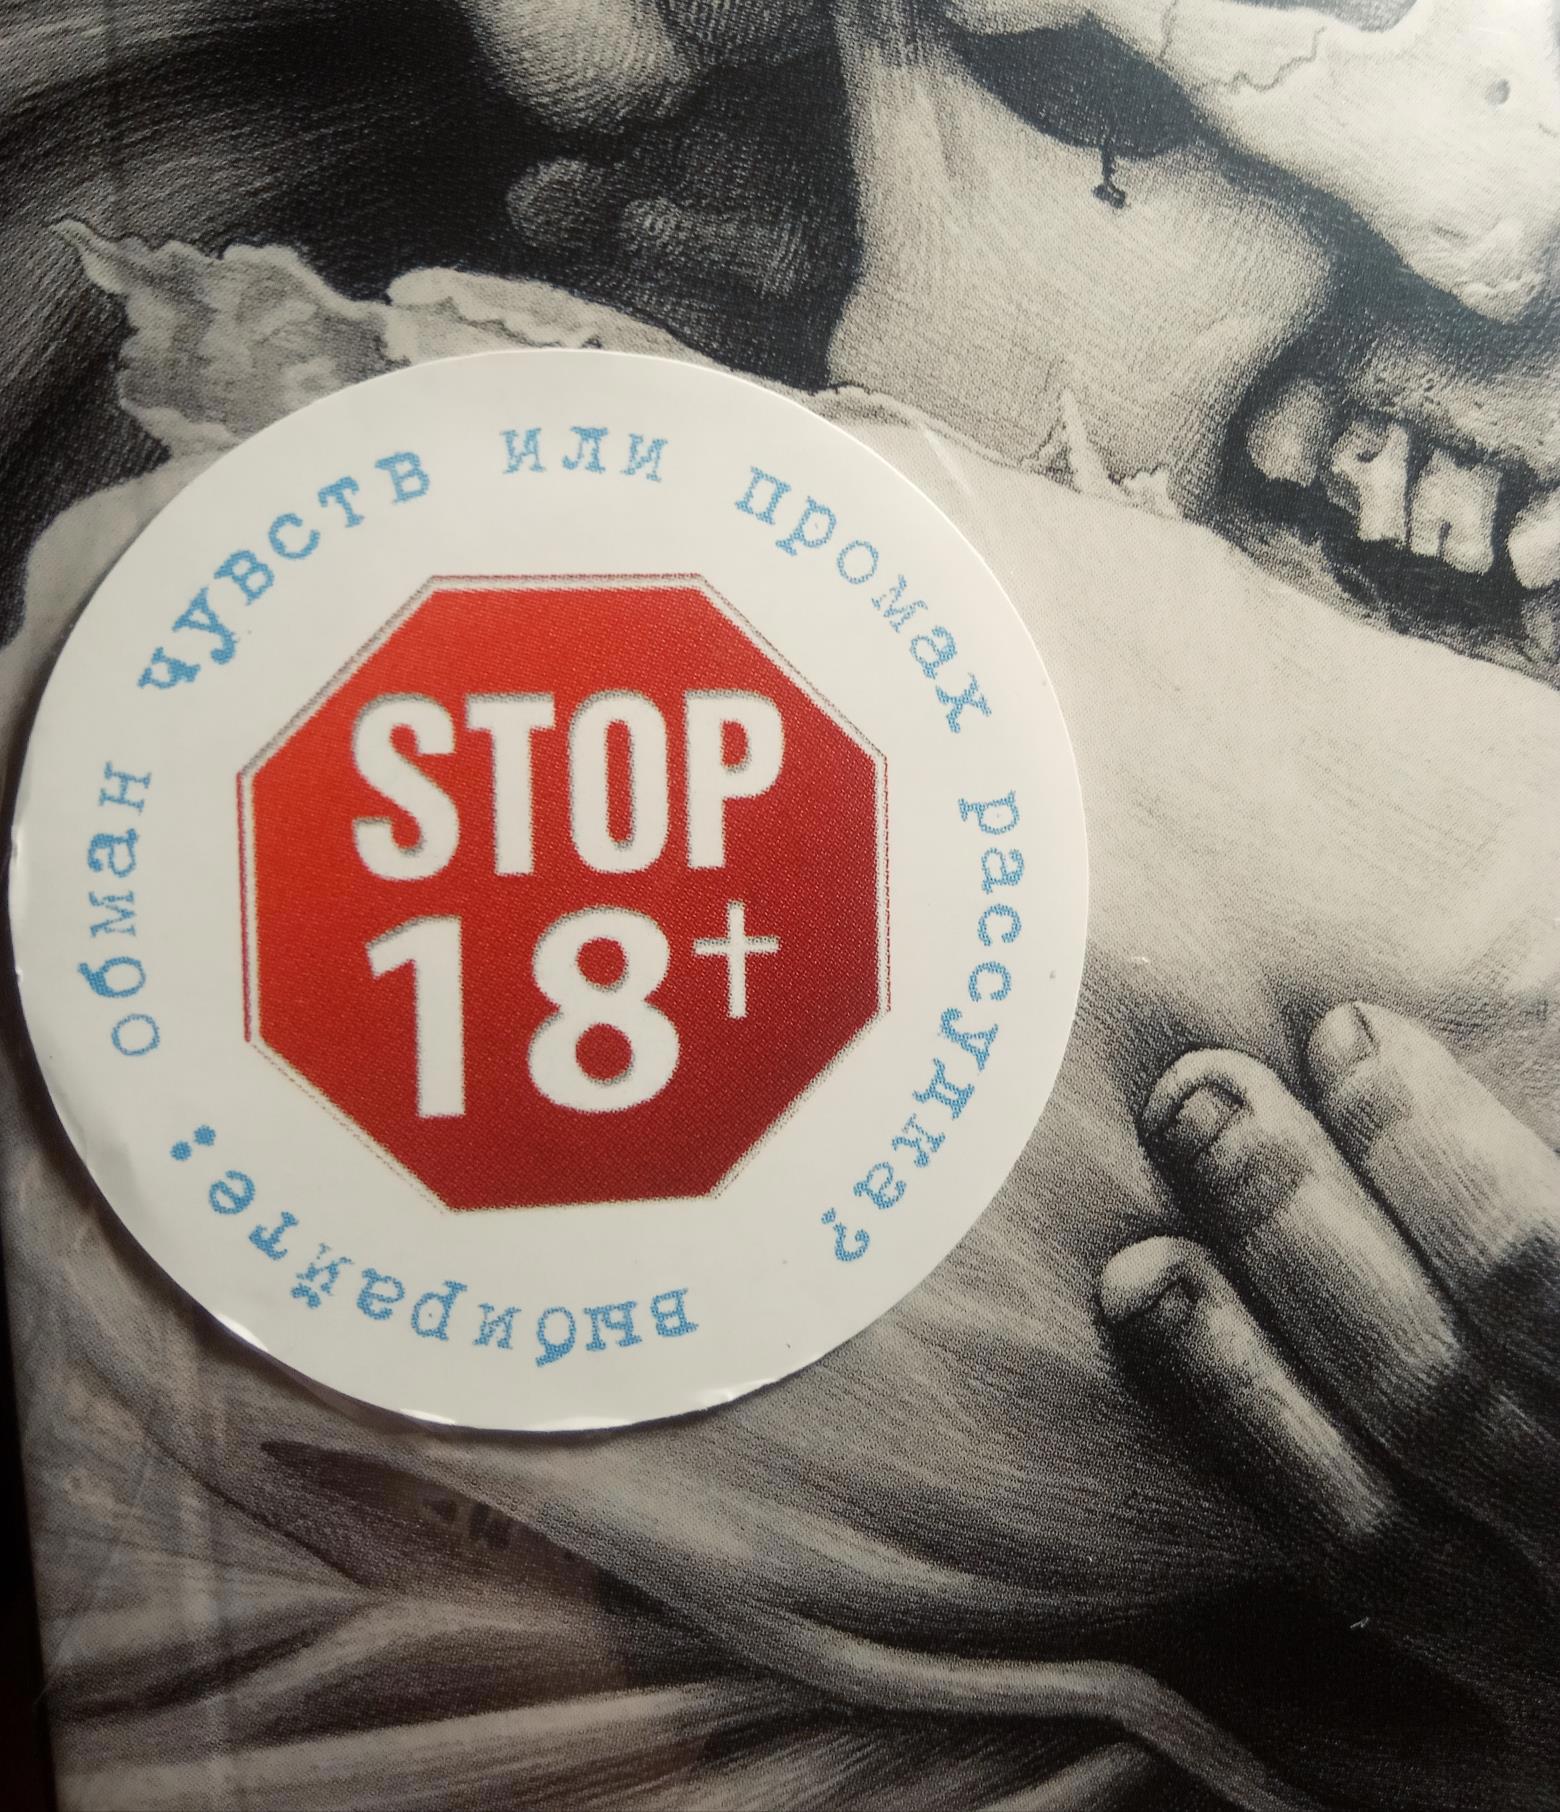 выбирайте: обман чувств или промах рассудка?
STOP
18+